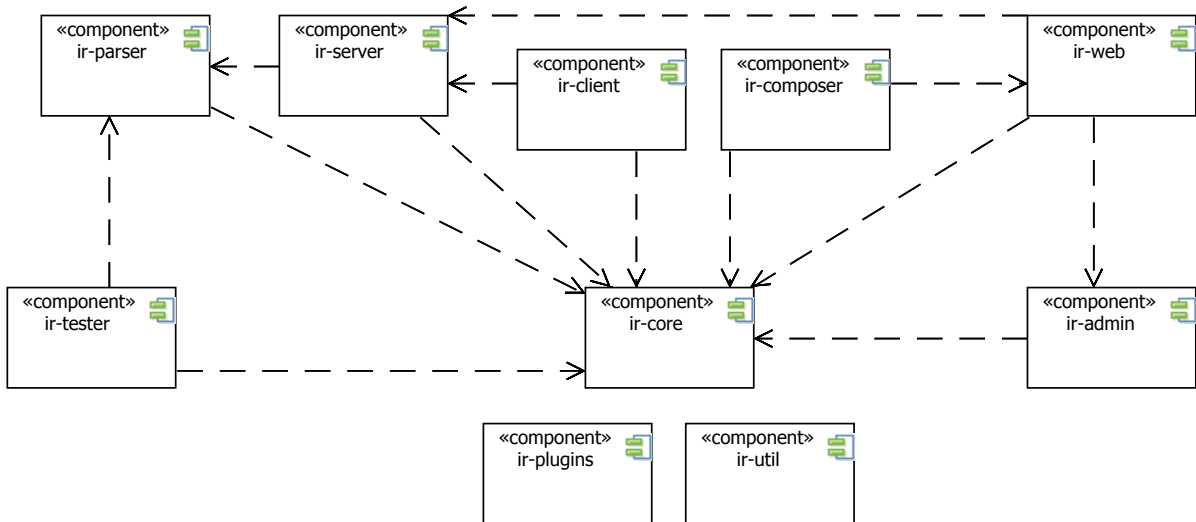 «component»
ir-parser
«component»
ir-server
«component»
ir-client
«component»
ir-composer
«component»
ir-web
«component»
ir-tester
«component»
ir-core
«component»
ir-admin
«component»
ir-plugins
«component»
ir-util